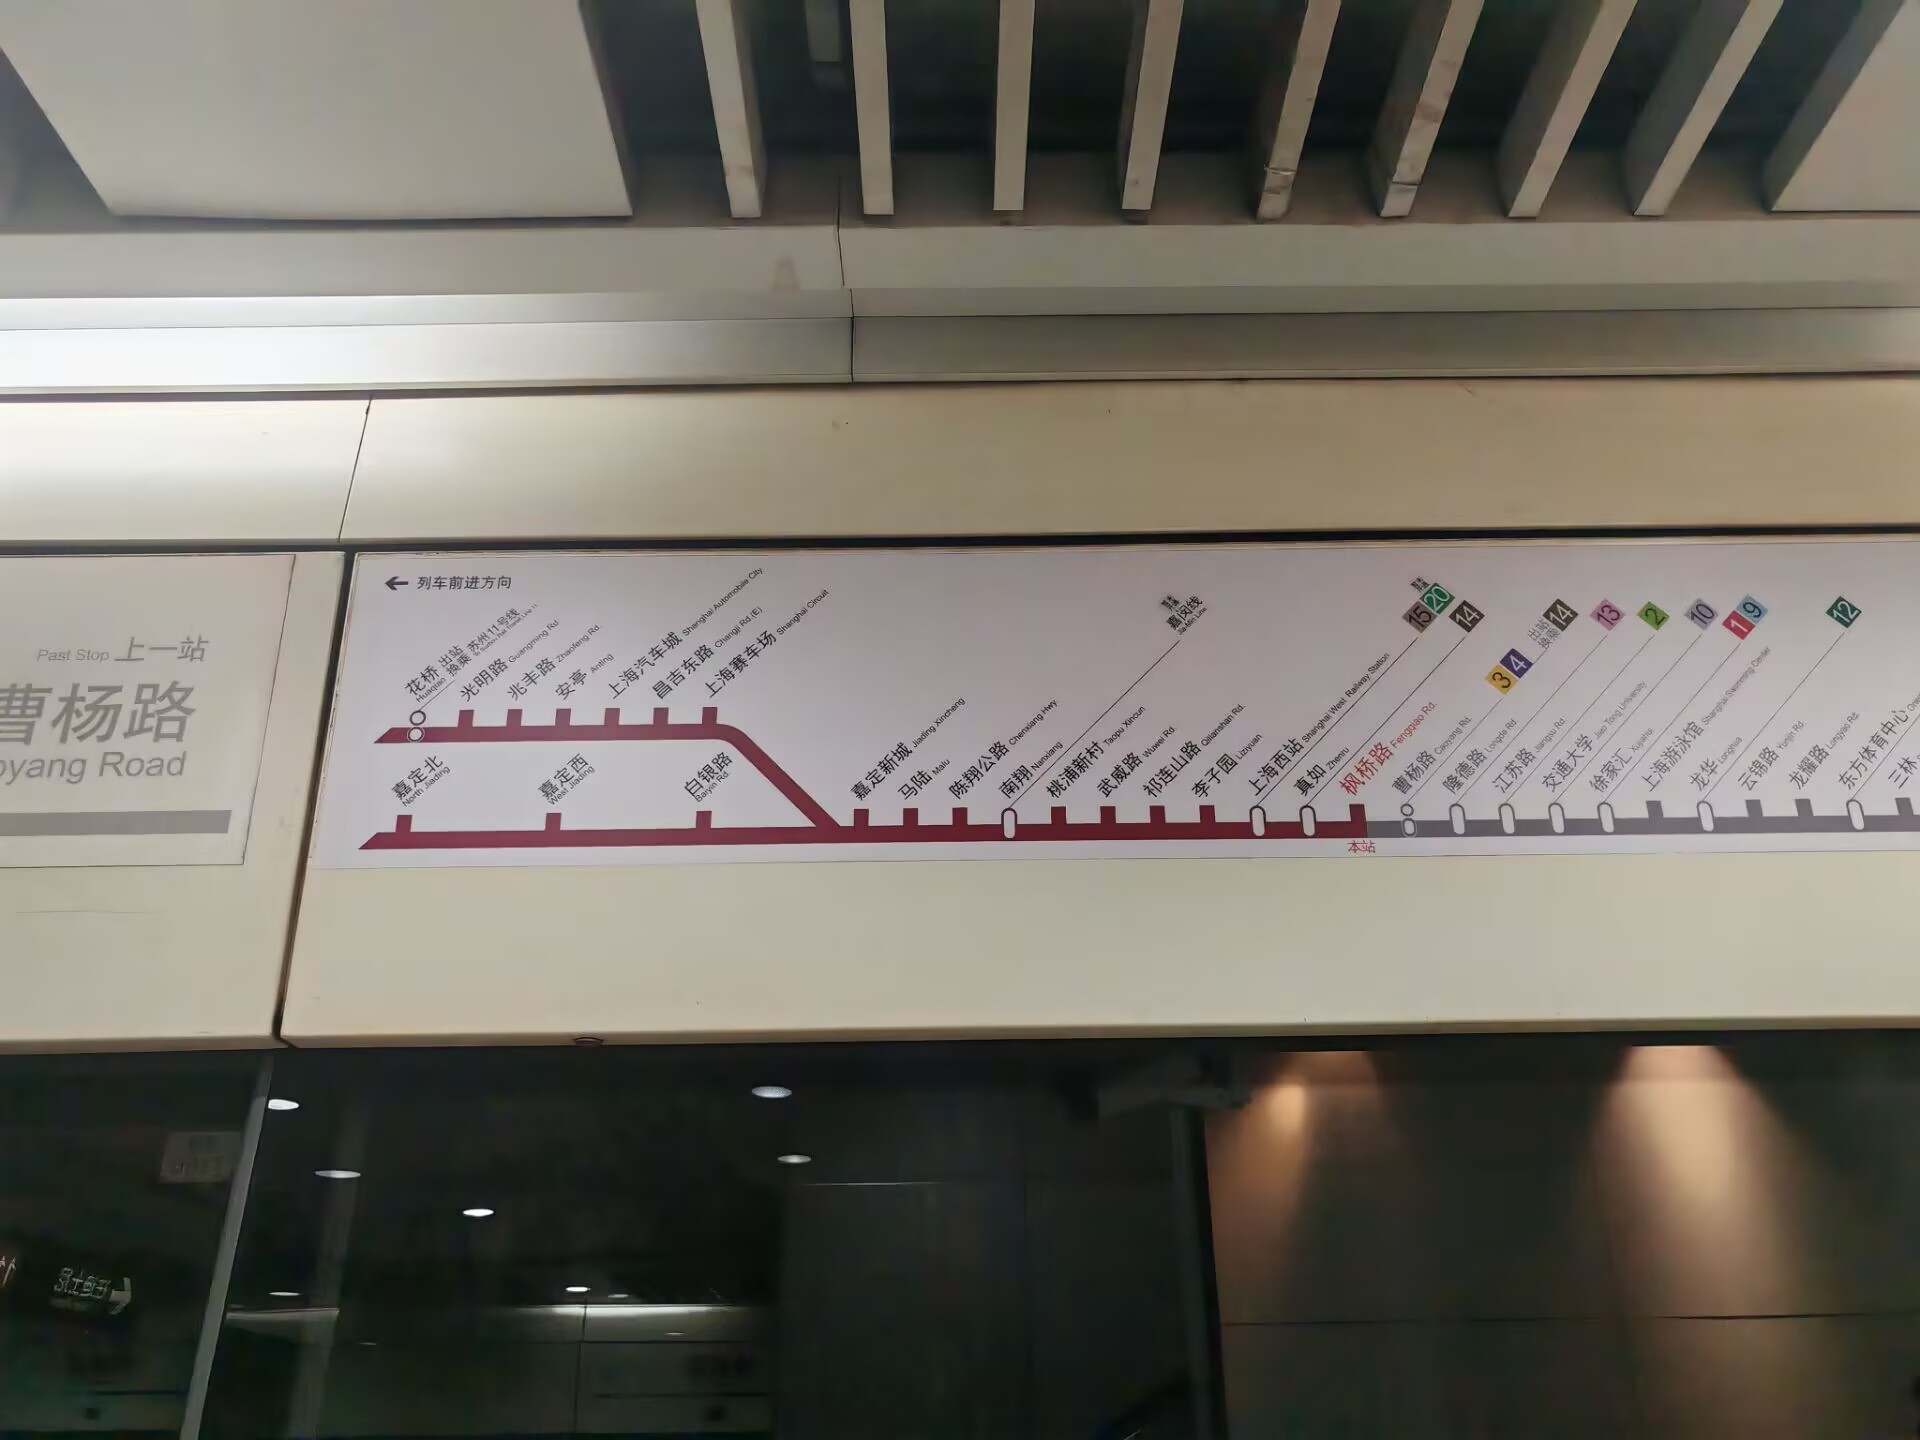 Past Stop 上一站
曹杨路
oyang Road
← 列车前进方向
花桥 出站换乘 苏州11号线
Huaqiao
光明路 Guangming Rd.
兆丰路 Zhaofeng Rd.
安亭 Anting
上海汽车城 Shanghai Automobile City
昌吉东路 Changji Rd.(E)
上海赛车场 Shanghai Circuit
嘉定北 North Jiading
嘉定西 West Jiading
白银路 Baiyin Rd.
嘉定新城 Jiading Xincheng
马陆 Malu
陈翔公路 Chenxiang Hwy
南翔 Nanxiang
嘉闵线
Jia-Min Line
桃浦新村 Taopu Xincun
武威路 Wuwei Rd.
祁连山路 Qilianshan Rd.
李子园 Liziyuan
上海西站 Shanghai West Railway Station
15 20
真如 Zhenru
14
枫桥路 Fengqiao Rd.
本站
曹杨路 Caoyang Rd.
3 4
出站换乘 14
隆德路 Longde Rd.
13
江苏路 Jiangsu Rd.
2
交通大学 Jiao Tong University
10
徐家汇 Xujiahui
1 9
上海游泳馆 Shanghai Swimming Center
龙华 Longhua
12
云锦路 Yunjin Rd.
龙耀路 Longyao Rd.
东方体育中心
三林